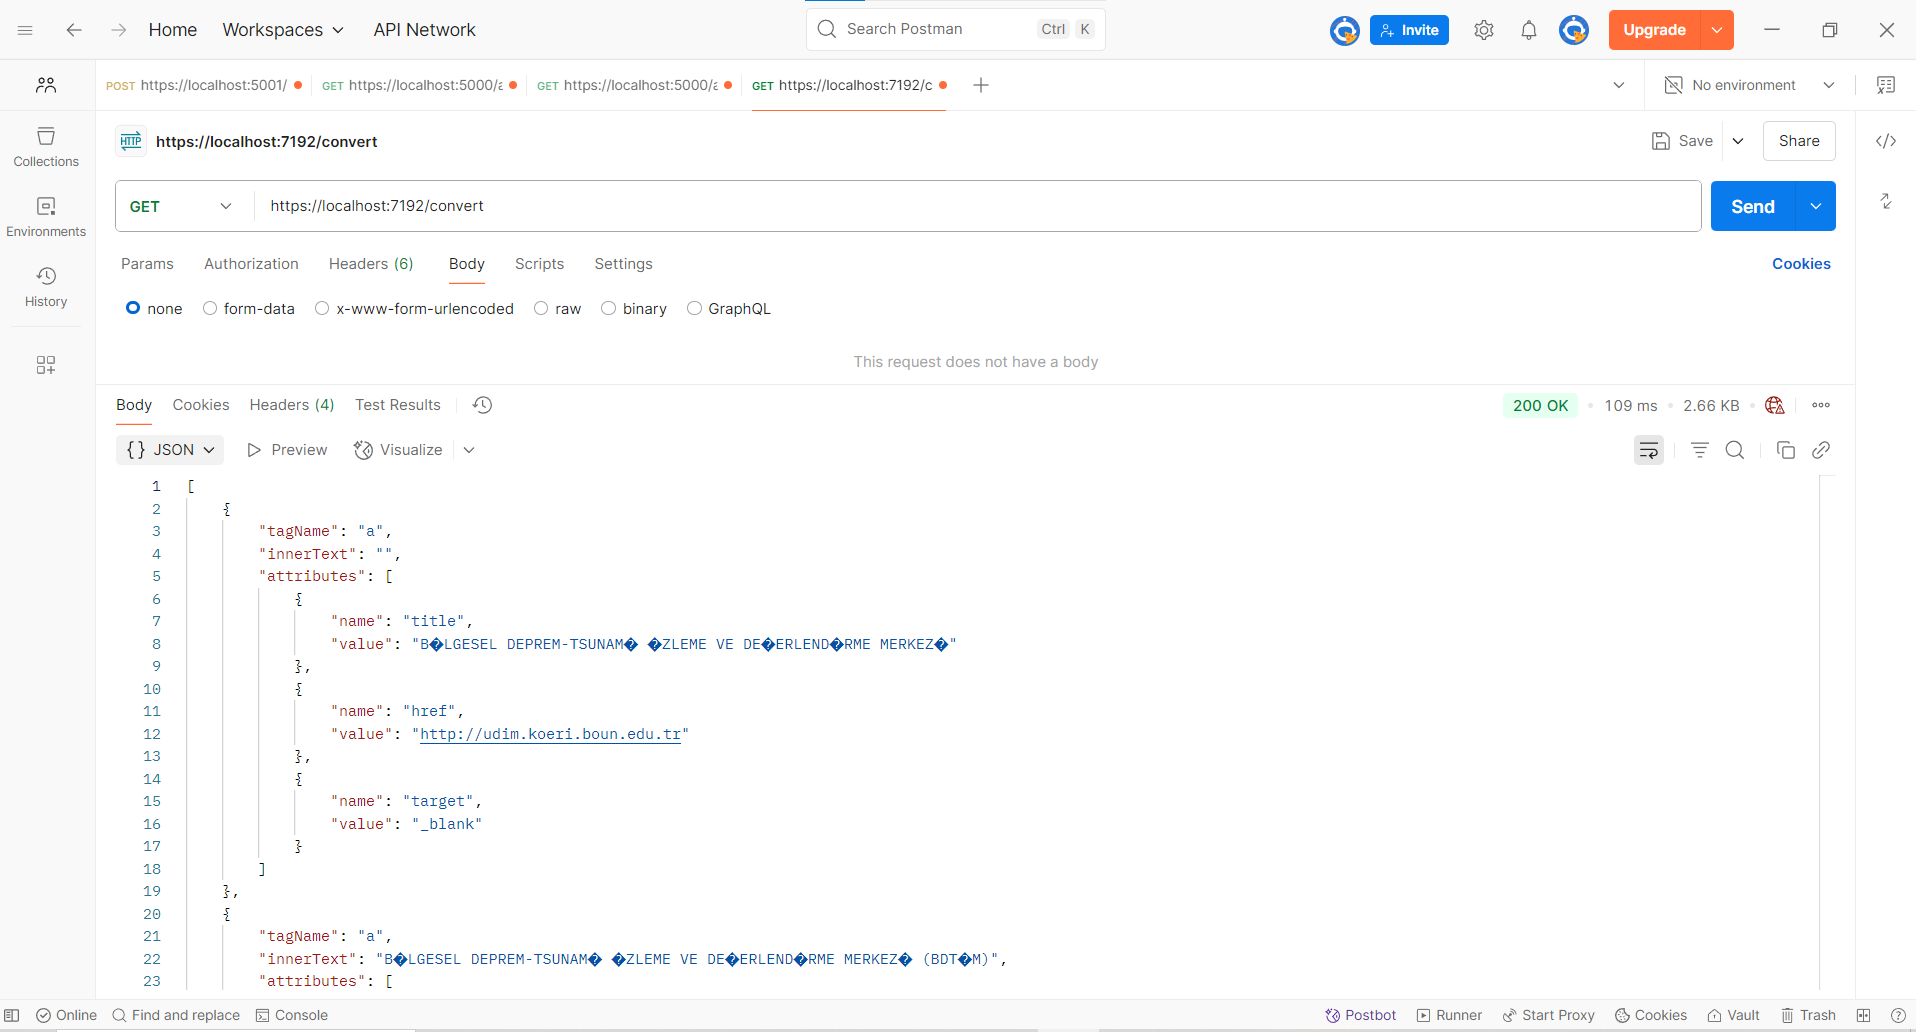 Home Workspaces API Network Search Postman Ctrl K Invite Upgrade
POST https://localhost:5001/ GET https://localhost:5000/a GET https://localhost:5000/a GET https://localhost:7192/c No environment
HTTP https://localhost:7192/convert Save Share
Collections
GET https://localhost:7192/convert Send
Environments
Params Authorization Headers (6) Body Scripts Settings Cookies
History
none form-data x-www-form-urlencoded raw binary GraphQL
This request does not have a body
Body Cookies Headers (4) Test Results 200 OK • 109 ms • 2.66 KB •
{} JSON Preview Visualize
1 [
2 {
3 "tagName": "a",
4 "innerText": "",
5 "attributes": [
6 {
7 "name": "title",
8 "value": "B�LGESEL DEPREM-TSUNAM� �ZLEME VE DE�ERLEND�RME MERKEZ�"
9 },
10 {
11 "name": "href",
12 "value": "http://udim.koeri.boun.edu.tr"
13 },
14 {
15 "name": "target",
16 "value": "_blank"
17 }
18 ]
19 },
20 {
21 "tagName": "a",
22 "innerText": "B�LGESEL DEPREM-TSUNAM� �ZLEME VE DE�ERLEND�RME MERKEZ� (BDT�M)",
23 "attributes": [
Online Find and replace Console Postbot Runner Start Proxy Cookies Vault Trash